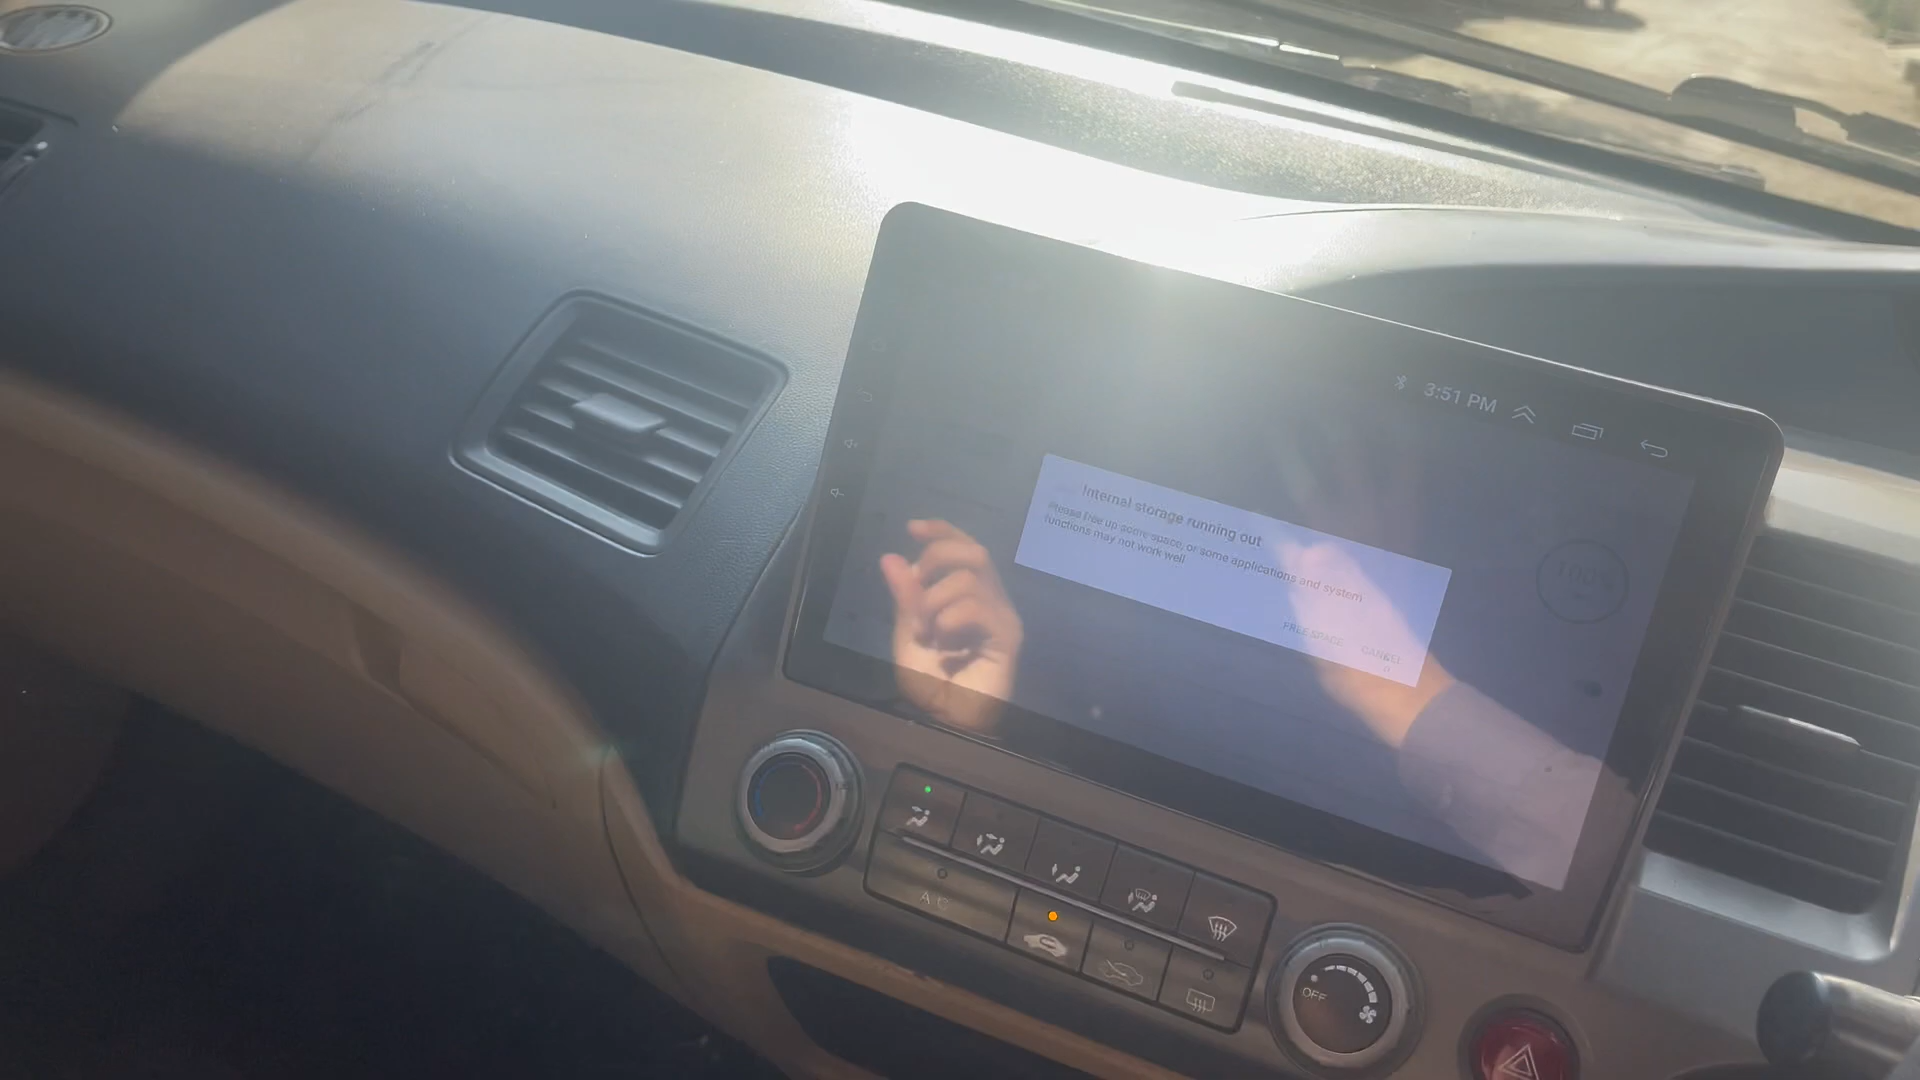 3:51 PM
Internal storage running out
Please free up some space, or some applications and system
functions may not work well
FREE SPACE CANCEL
100%
A/C
OFF